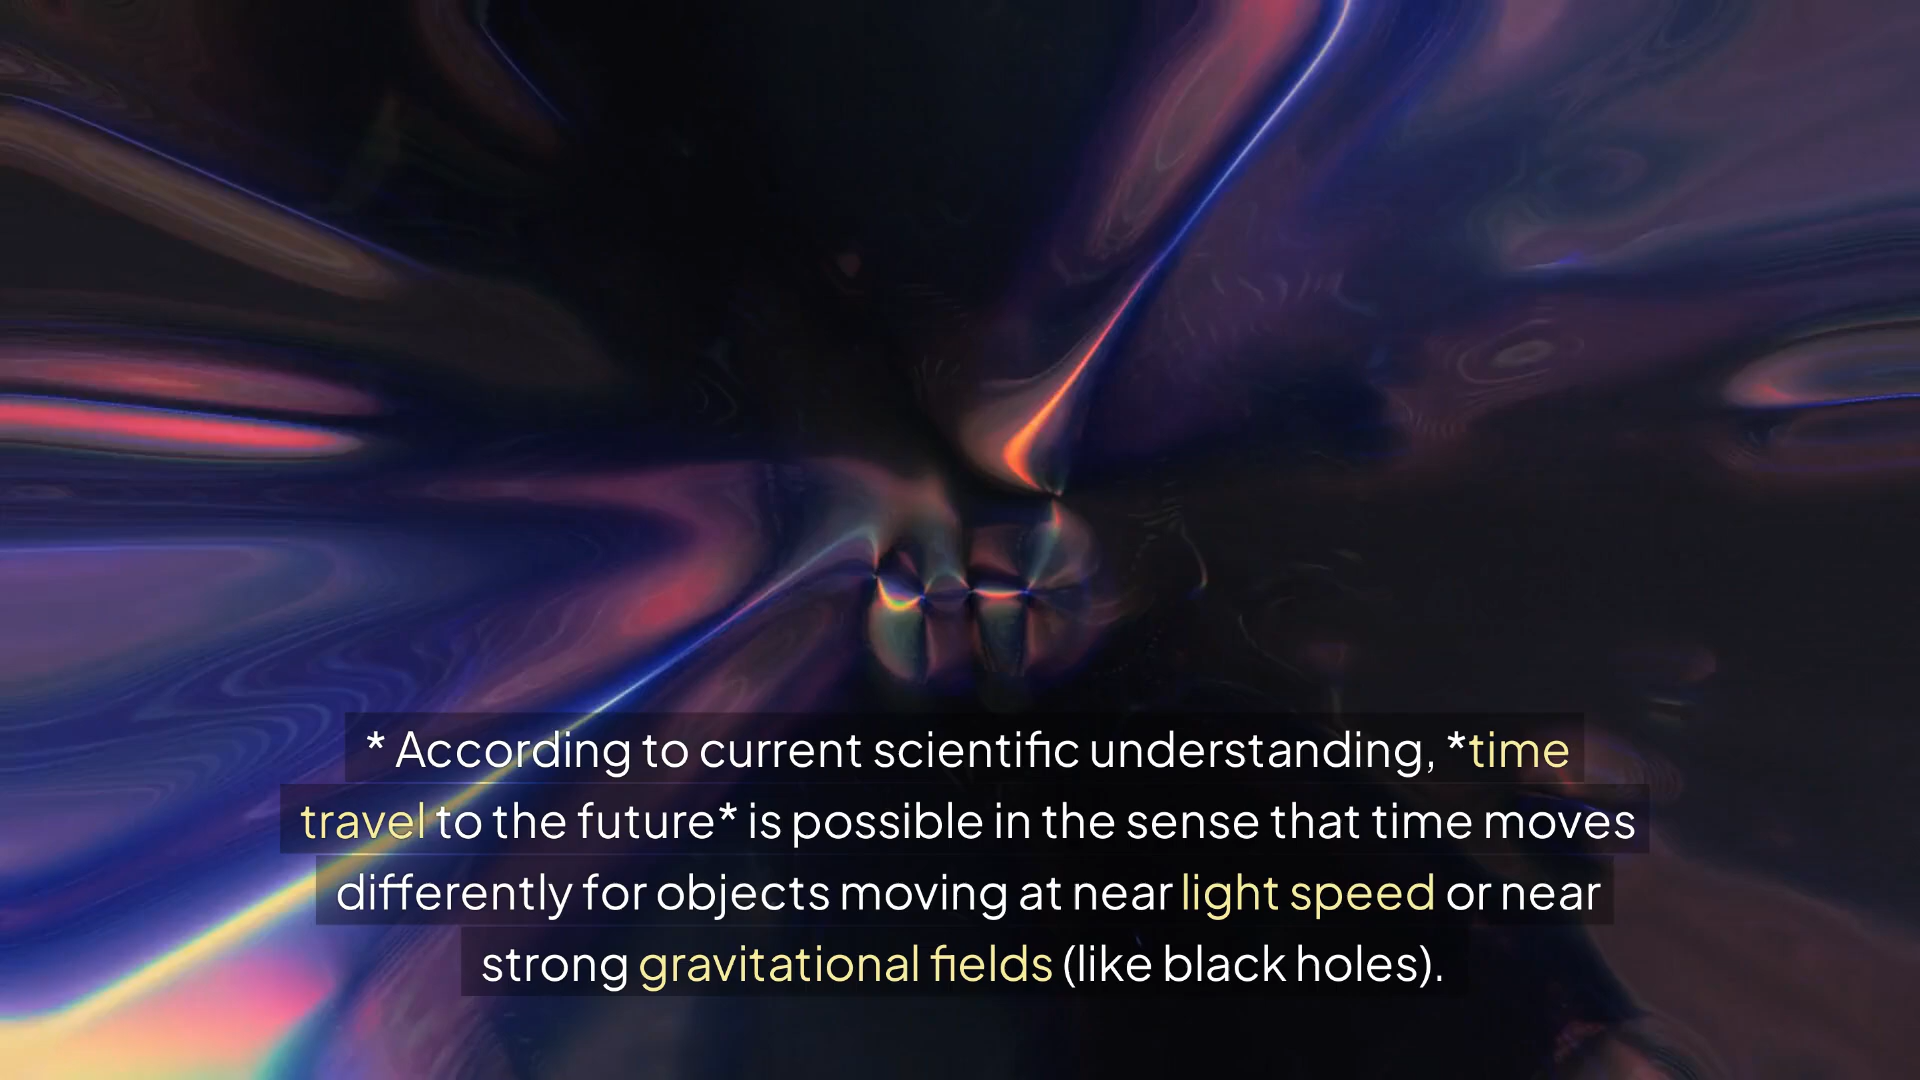 * According to current scientific understanding, *time
travel to the future* is possible in the sense that time moves
differently for objects moving at near light speed or near
strong gravitational fields (like black holes).